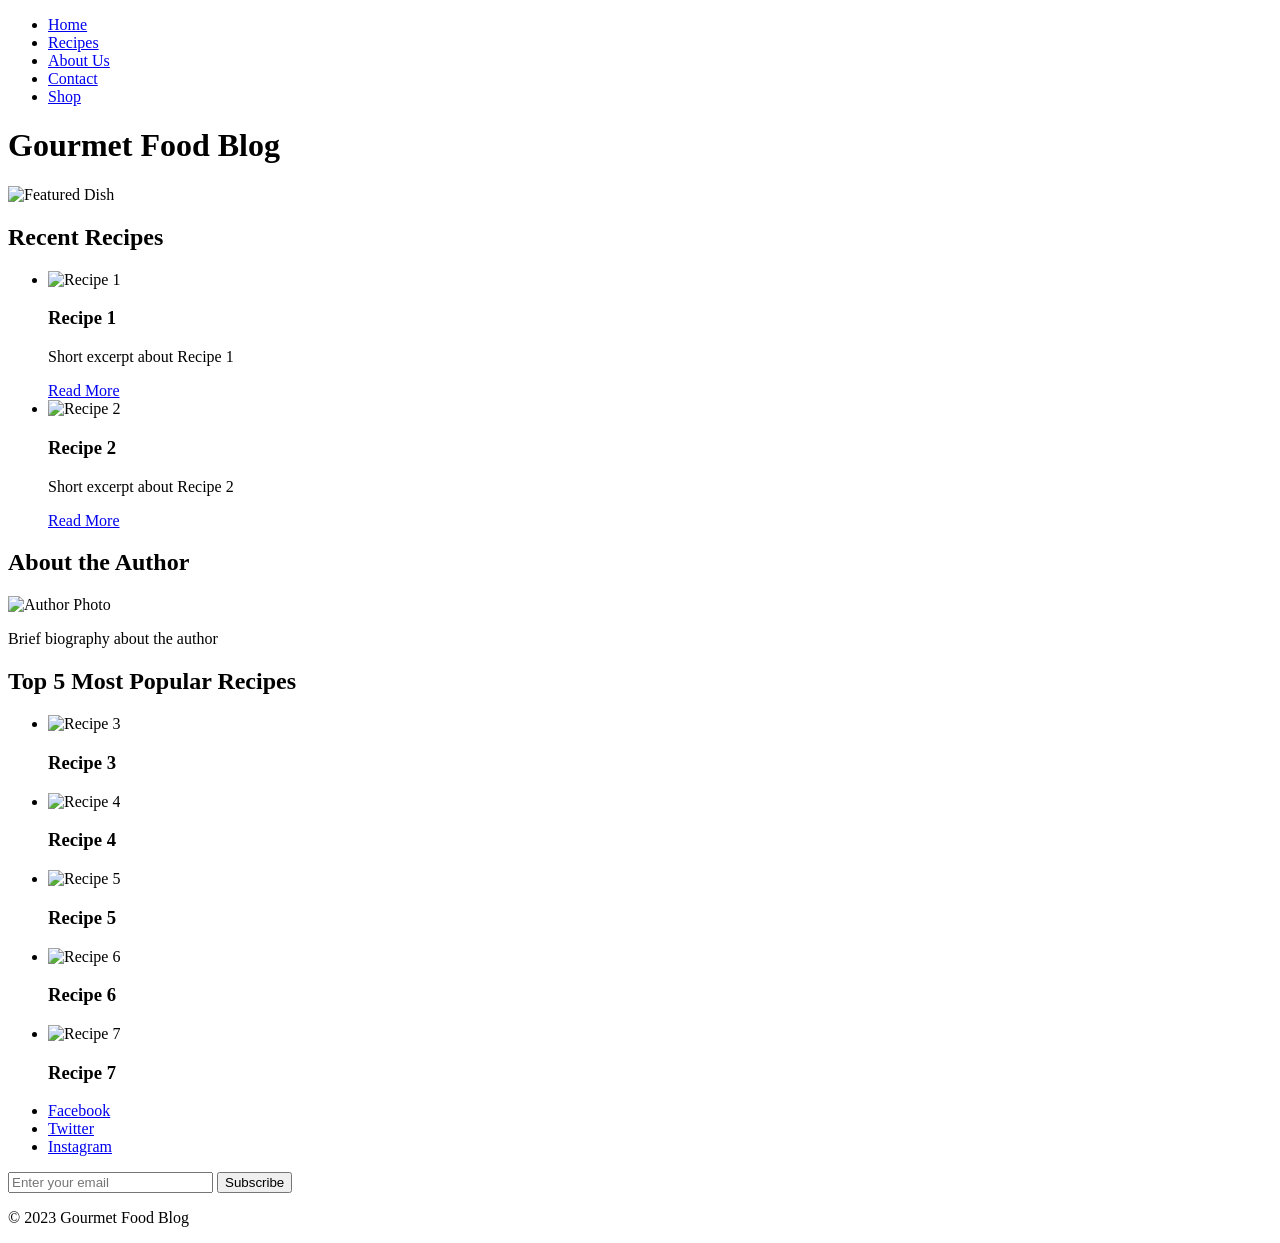 Home
Recipes
About Us
Contact
Shop
Gourmet Food Blog
Featured Dish
Recent Recipes
Recipe 1
Recipe 1
Short excerpt about Recipe 1
Read More
Recipe 2
Recipe 2
Short excerpt about Recipe 2
Read More
About the Author
Author Photo
Brief biography about the author
Top 5 Most Popular Recipes
Recipe 3
Recipe 3
Recipe 4
Recipe 4
Recipe 5
Recipe 5
Recipe 6
Recipe 6
Recipe 7
Recipe 7
Facebook
Twitter
Instagram
Enter your email Subscribe
© 2023 Gourmet Food Blog